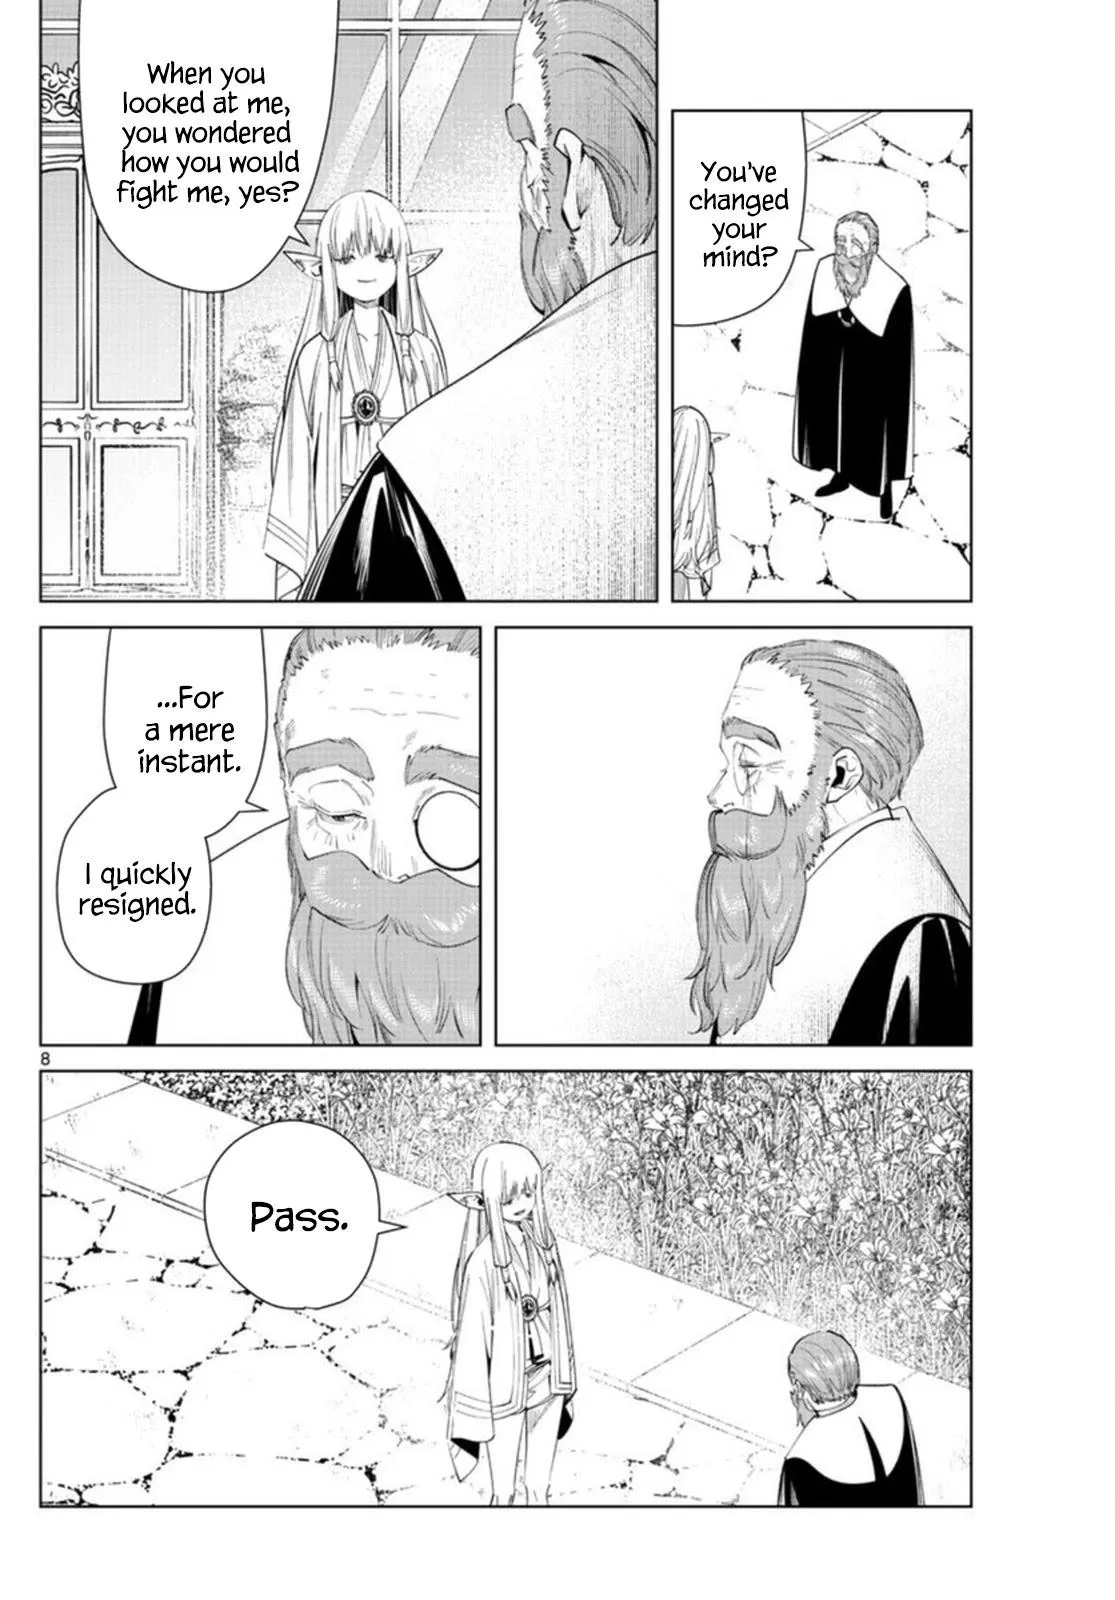 You've
changed
your
mind?
When you
looked at me,
you wondered
how you would
fight me, yes?
...For
a mere
instant.
I quickly
resigned.
8
Pass.